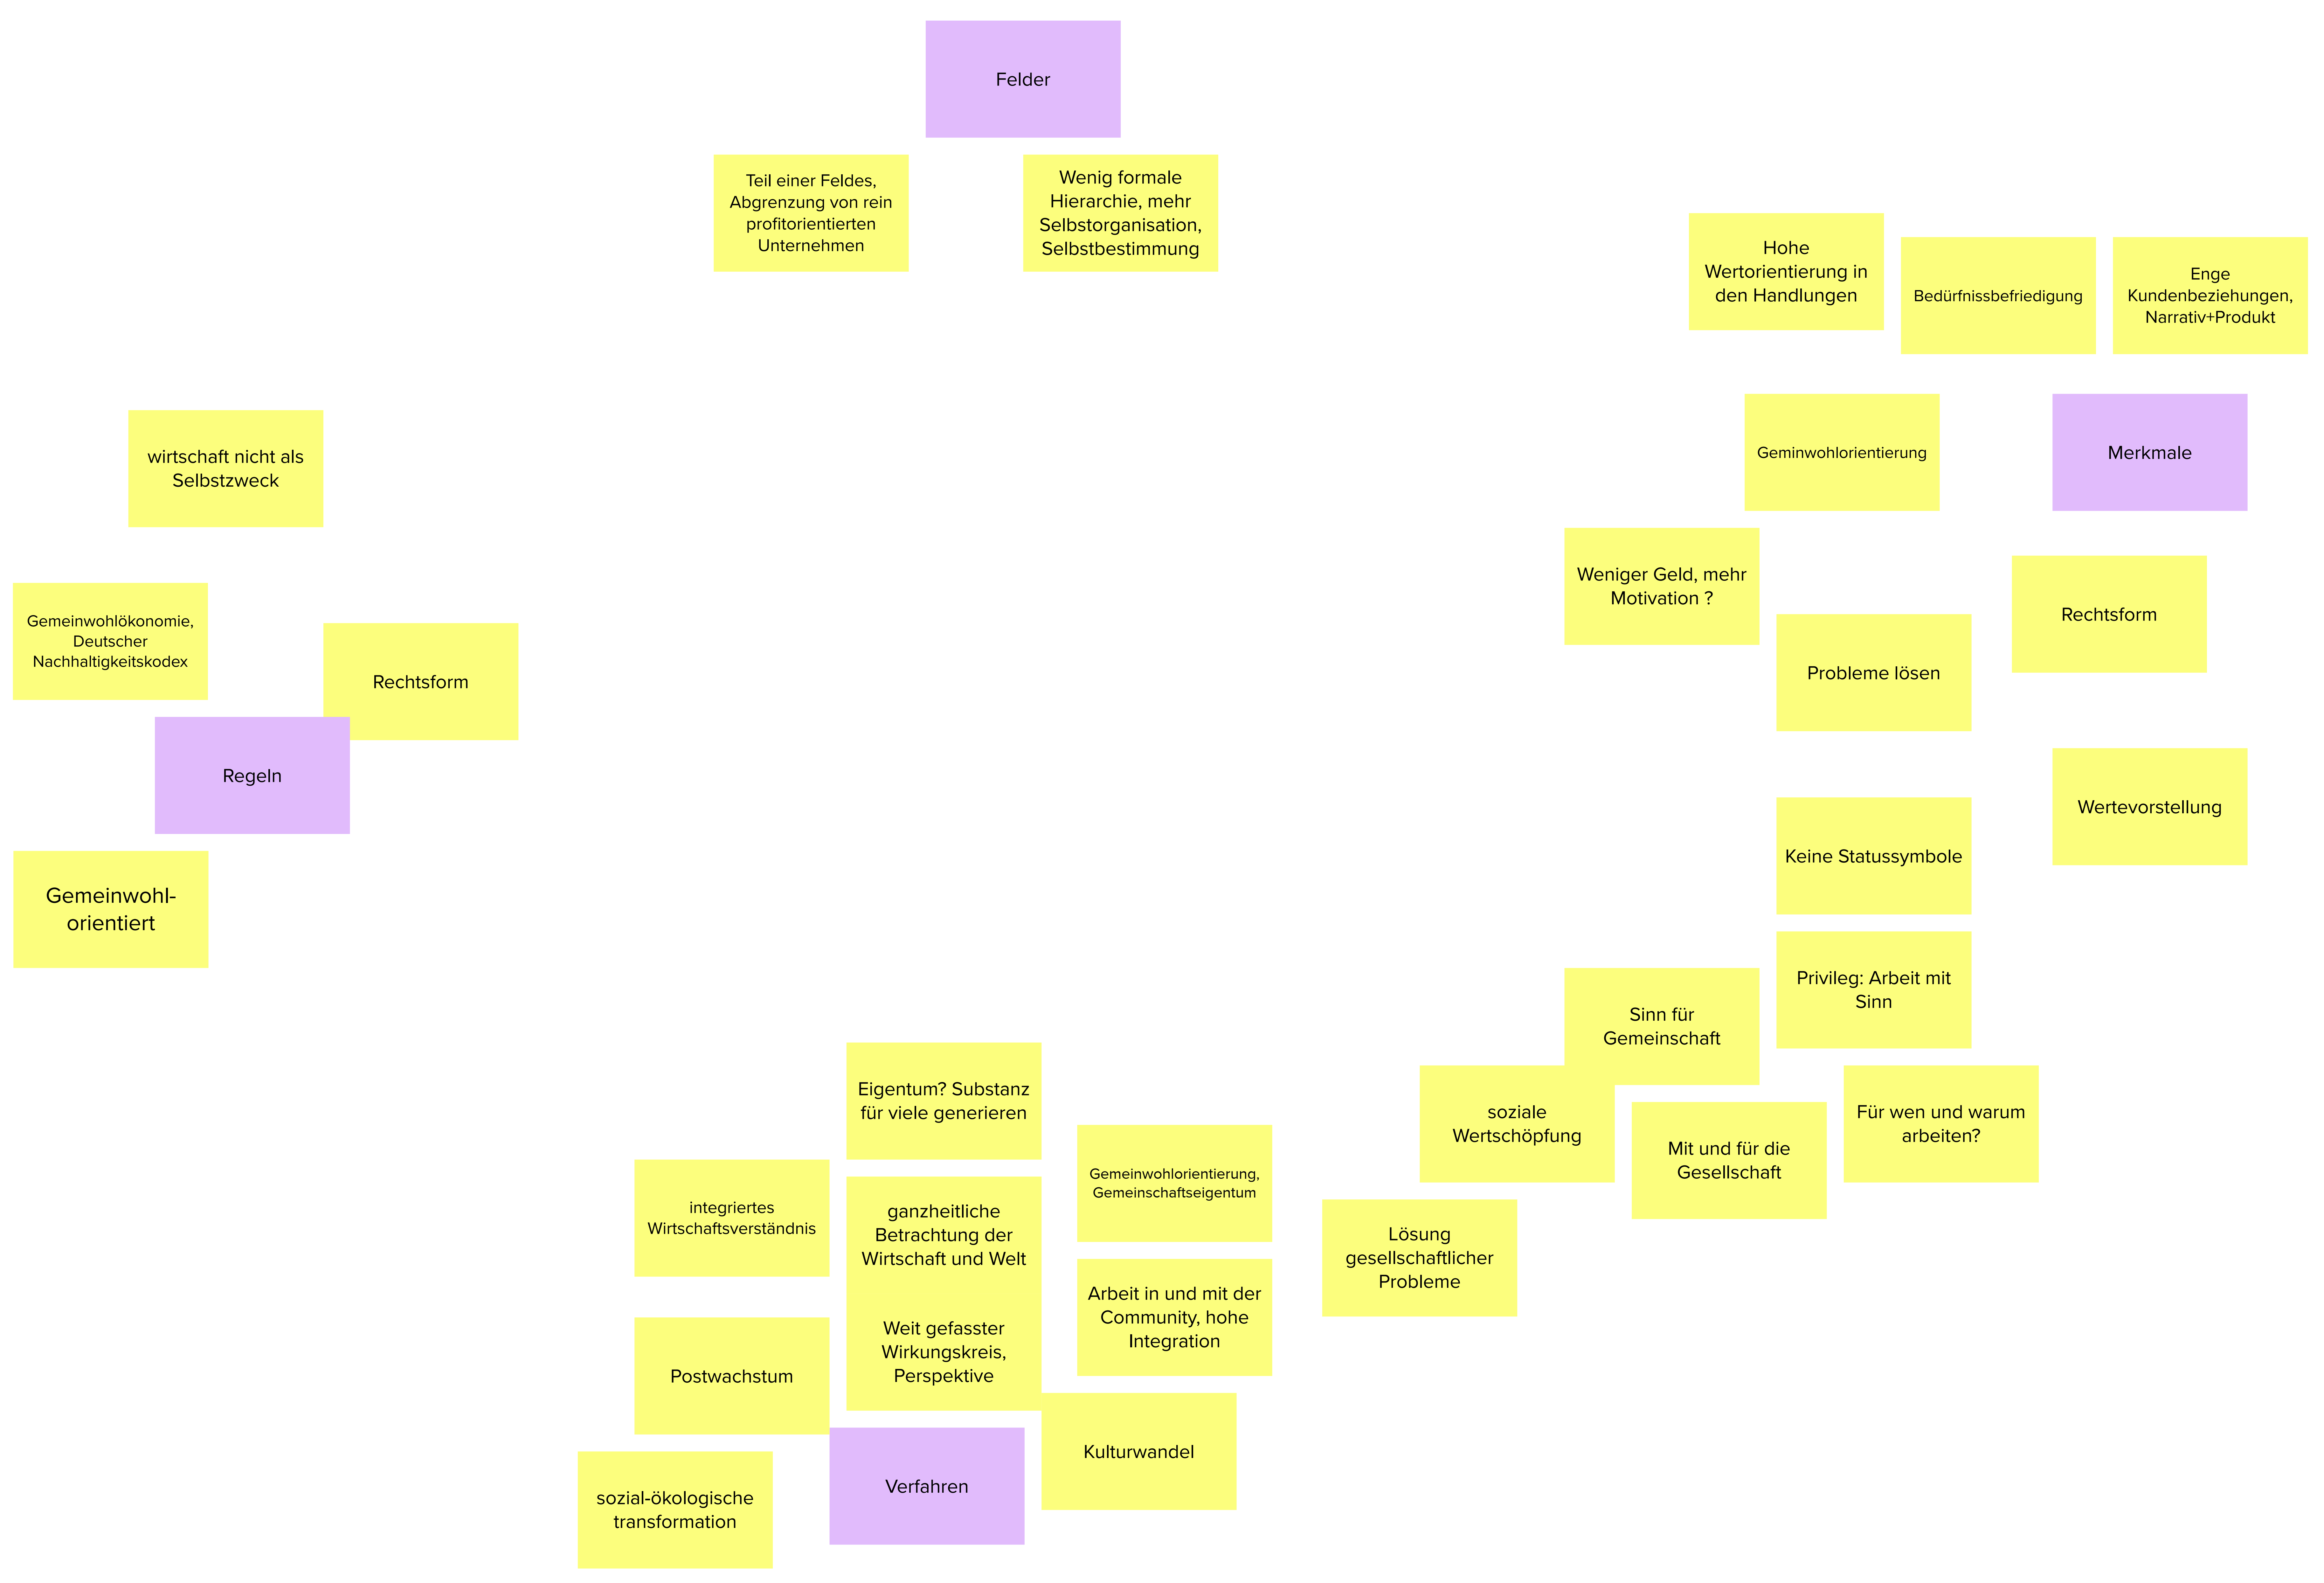 Felder
Teil einer Feldes,
Abgrenzung von rein
profitorientierten
Unternehmen
Wenig formale
Hierarchie, mehr
Selbstorganisation,
Selbstbestimmung
Hohe
Wertorientierung in
den Handlungen
Bedürfnissbefriedigung
Enge
Kundenbeziehungen,
Narrativ+Produkt
Geminwohlorientierung
Merkmale
Weniger Geld, mehr
Motivation ?
Rechtsform
Probleme lösen
Wertevorstellung
Keine Statussymbole
Privileg: Arbeit mit
Sinn
Sinn für
Gemeinschaft
soziale
Wertschöpfung
Mit und für die
Gesellschaft
Für wen und warum
arbeiten?
Lösung
gesellschaftlicher
Probleme
wirtschaft nicht als
Selbstzweck
Gemeinwohlökonomie,
Deutscher
Nachhaltigkeitskodex
Rechtsform
Regeln
Gemeinwohl-
orientiert
Eigentum? Substanz
für viele generieren
Gemeinwohlorientierung,
Gemeinschaftseigentum
integriertes
Wirtschaftsverständnis
ganzheitliche
Betrachtung der
Wirtschaft und Welt
Arbeit in und mit der
Community, hohe
Integration
Weit gefasster
Wirkungskreis,
Perspektive
Postwachstum
Kulturwandel
Verfahren
sozial-ökologische
transformation